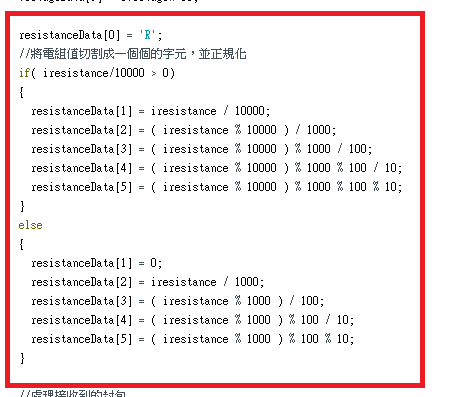 resistanceData[0] = 'R';
//將電組值切割成一個個的字元，並正規化
if( iresistance/10000 > 0)
{
resistanceData[1] = iresistance / 10000;
resistanceData[2] = ( iresistance % 10000 ) / 1000;
resistanceData[3] = ( iresistance % 10000 ) % 1000 / 100;
resistanceData[4] = ( iresistance % 10000 ) % 1000 % 100 / 10;
resistanceData[5] = ( iresistance % 10000 ) % 1000 % 100 % 10;
}
else
{
resistanceData[1] = 0;
resistanceData[2] = iresistance / 1000;
resistanceData[3] = ( iresistance % 1000 ) / 100;
resistanceData[4] = ( iresistance % 1000 ) % 100 / 10;
resistanceData[5] = ( iresistance % 1000 ) % 100 % 10;
}
//處理接收到的封包